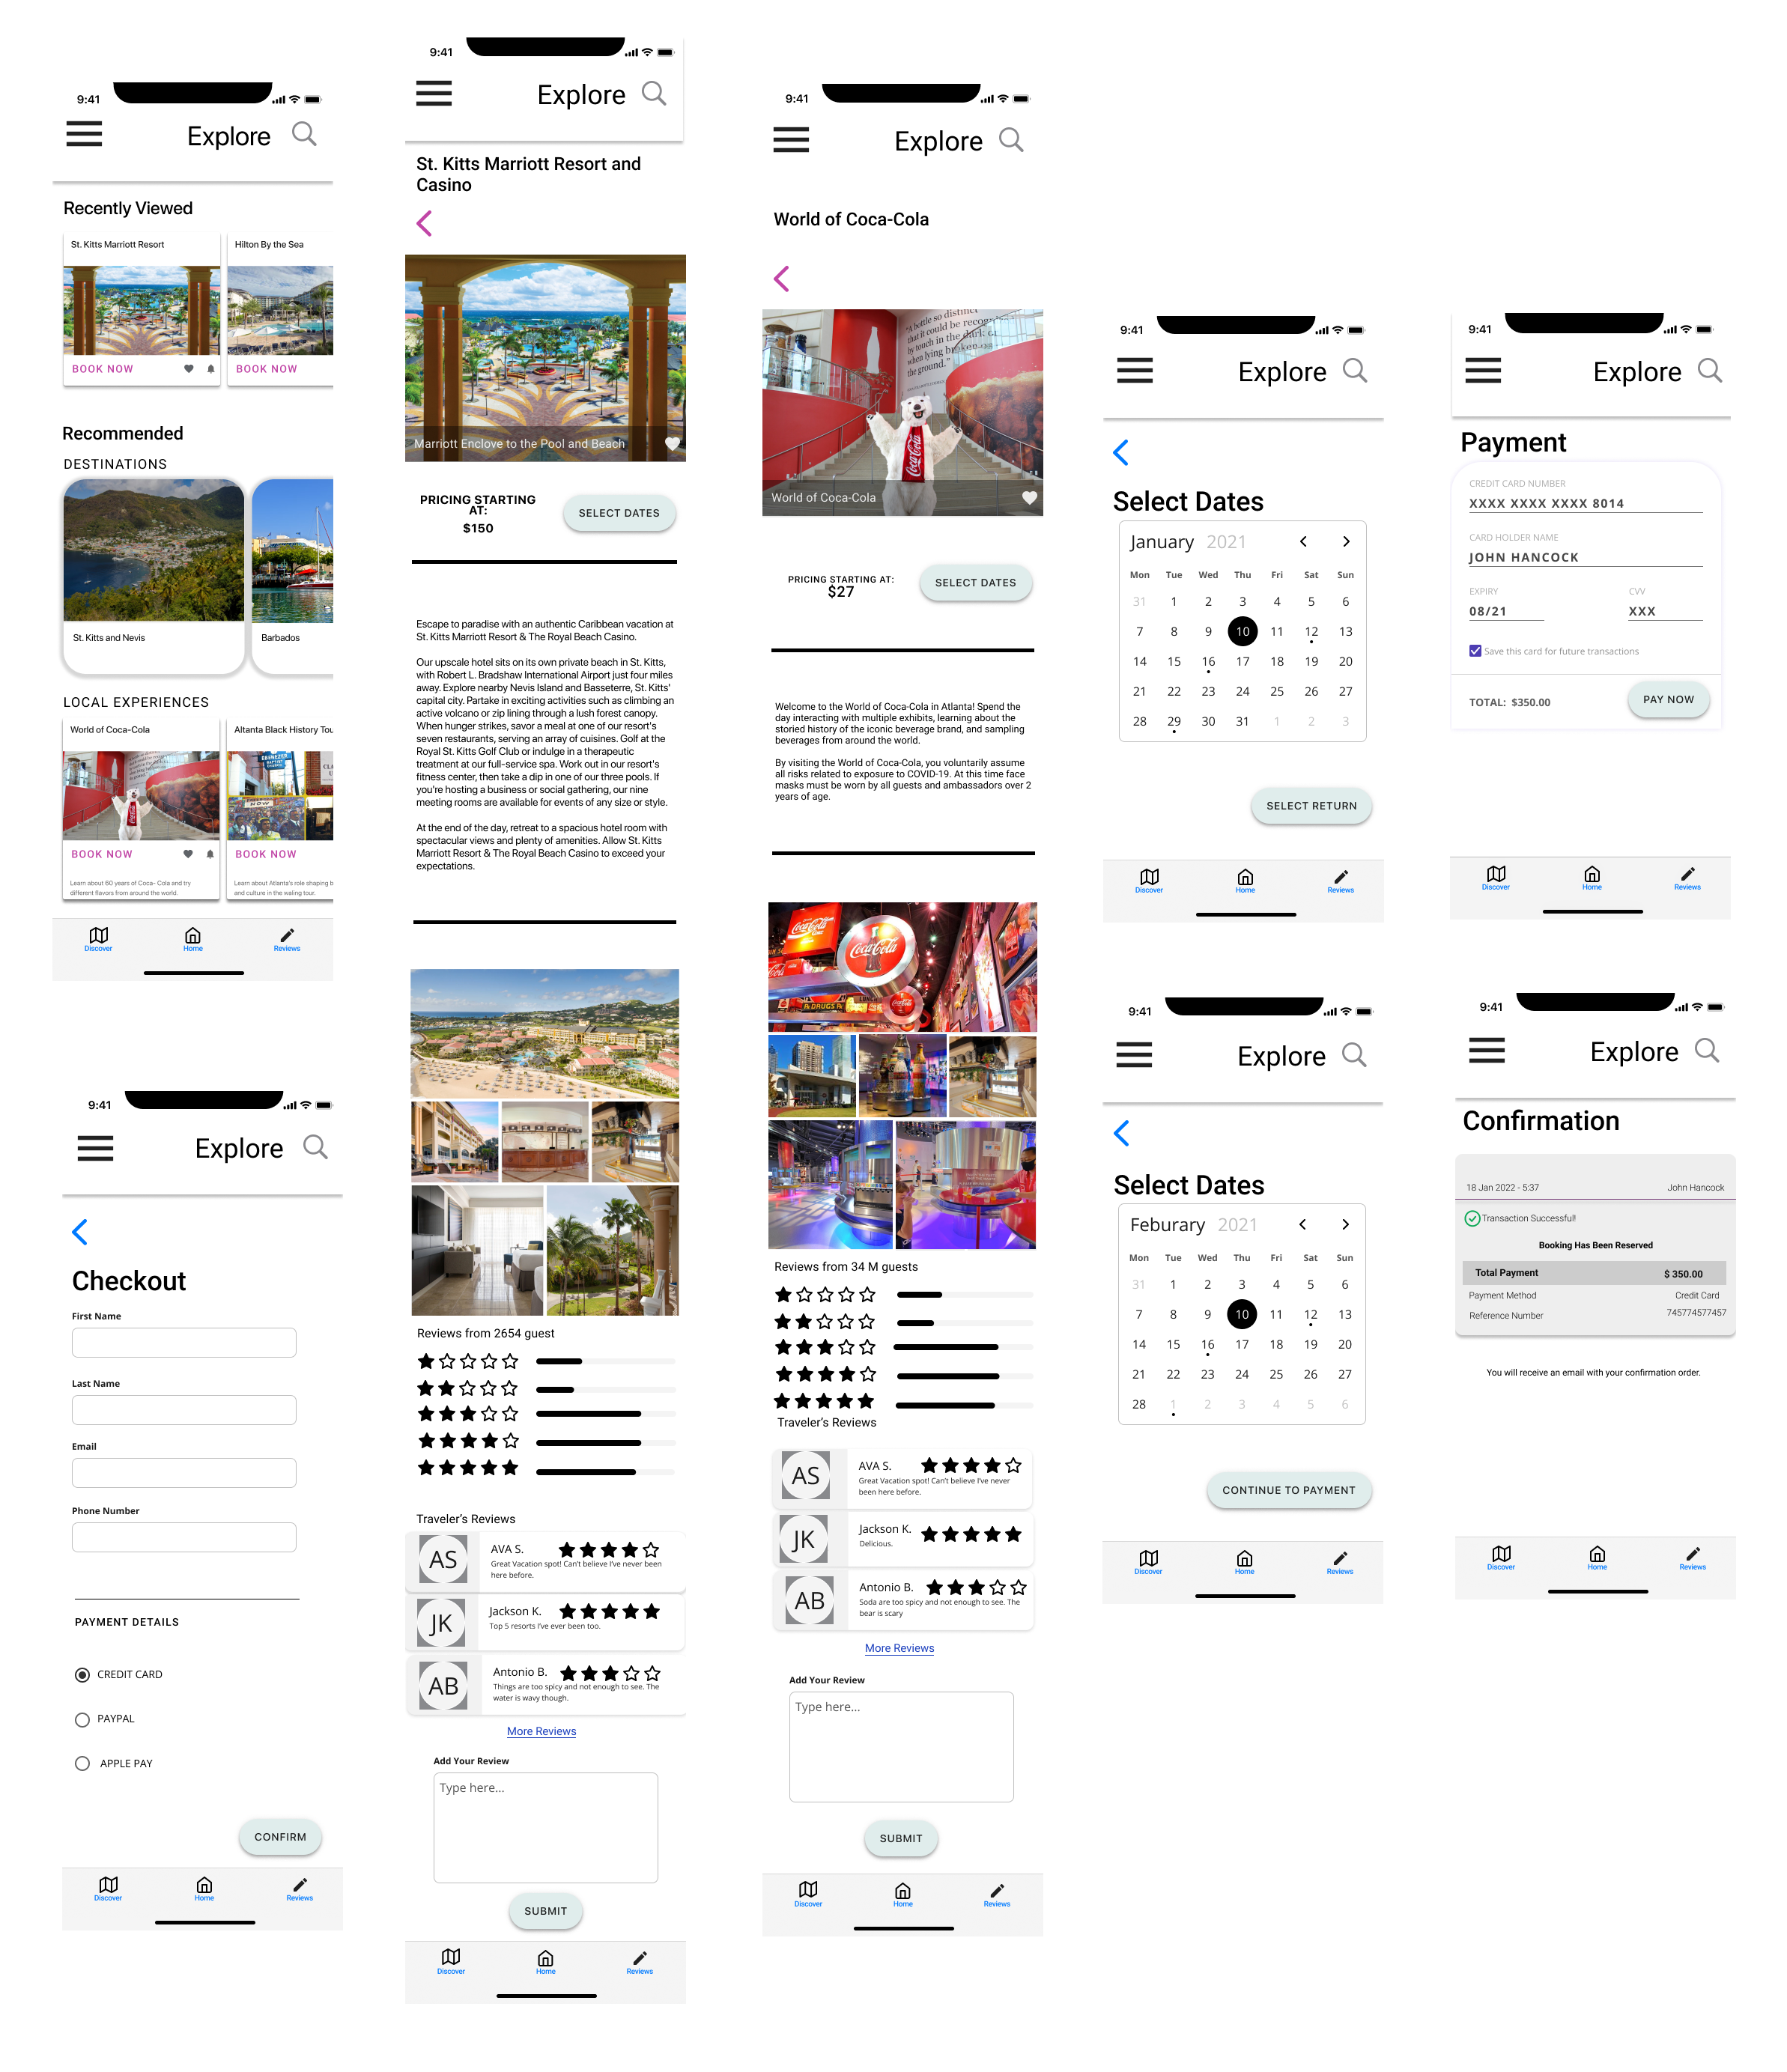 9:41
Explore
Recently Viewed
St. Kitts Marriott Resort
Hilton By the Sea
BOOK NOW
BOOK NOW
Recommended
DESTINATIONS
St. Kitts and Nevis
Barbados
LOCAL EXPERIENCES
World of Coca-Cola
Altanta Black History Tou
BOOK NOW
BOOK NOW
Learn about 60 years of Coca- Cola and try
different flavors from around the world.
Learn about Atlanta's role shaping b
and culture in the waling tour.
Discover
Home
Reviews
9:41
Explore
Checkout
First Name
Last Name
Email
Phone Number
PAYMENT DETAILS
CREDIT CARD
PAYPAL
APPLE PAY
CONFIRM
Discover
Home
Reviews
9:41
Explore
St. Kitts Marriott Resort and
Casino
Marriott Enclove to the Pool and Beach
PRICING STARTING
AT:
$150
SELECT DATES
Escape to paradise with an authentic Caribbean vacation at
St. Kitts Marriott Resort & The Royal Beach Casino.
Our upscale hotel sits on its own private beach in St. Kitts,
with Robert L. Bradshaw International Airport just four miles
away. Explore nearby Nevis Island and Basseterre, St. Kitts'
capital city. Partake in exciting activities such as climbing an
active volcano or zip lining through a lush forest canopy.
When hunger strikes, savor a meal at one of our resort's
seven restaurants, serving an array of cuisines. Golf at the
Royal St. Kitts Golf Club or indulge in a therapeutic
treatment at our full-service spa. Work out in our resort's
fitness center, then take a dip in one of our three pools. If
you're hosting a business or social gathering, our nine
meeting rooms are available for events of any size or style.
At the end of the day, retreat to a spacious hotel room with
spectacular views and plenty of amenities. Allow St. Kitts
Marriott Resort & The Royal Beach Casino to exceed your
expectations.
Reviews from 2654 guest
Traveler's Reviews
AS
AVA S.
Great Vacation spot! Can't believe I've never been
here before.
JK
Jackson K.
Top 5 resorts I've ever been too.
AB
Antonio B.
Things are too spicy and not enough to see. The
water is wavy though.
More Reviews
Add Your Review
Type here...
SUBMIT
Discover
Home
Reviews
9:41
Explore
World of Coca-Cola
"A bottle so distinct
that it could be recog
by touch in the dark or
when lying broken on
the ground."
Coca-Cola
World of Coca-Cola
PRICING STARTING AT:
$27
SELECT DATES
Welcome to the World of Coca-Cola in Atlanta! Spend the
day interacting with multiple exhibits, learning about the
storied history of the iconic beverage brand, and sampling
beverages from around the world.
By visiting the World of Coca-Cola, you voluntarily assume
all risks related to exposure to COVID-19. At this time face
masks must be worn by all guests and ambassadors over 2
years of age.
Coca-Cola
Coca-Cola
DRUGS
LUNCH
Reviews from 34 M guests
Traveler's Reviews
AS
AVA S.
Great Vacation spot! Can't believe I've never
been here before.
JK
Jackson K.
Delicious.
AB
Antonio B.
Soda are too spicy and not enough to see. The
bear is scary
More Reviews
Add Your Review
Type here...
SUBMIT
Discover
Home
Reviews
9:41
Explore
Select Dates
January 2021
Mon Tue Wed Thu Fri Sat Sun
31 1 2 3 4 5 6
7 8 9 10 11 12 13
14 15 16 17 18 19 20
21 22 23 24 25 26 27
28 29 30 31 1 2 3
SELECT RETURN
Discover
Home
Reviews
9:41
Explore
Select Dates
Feburary 2021
Mon Tue Wed Thu Fri Sat Sun
31 1 2 3 4 5 6
7 8 9 10 11 12 13
14 15 16 17 18 19 20
21 22 23 24 25 26 27
28 1 2 3 4 5 6
CONTINUE TO PAYMENT
Discover
Home
Reviews
9:41
Explore
Payment
CREDIT CARD NUMBER
XXXX XXXX XXXX 8014
CARD HOLDER NAME
JOHN HANCOCK
EXPIRY
CVV
08/21
XXX
Save this card for future transactions
TOTAL: $350.00
PAY NOW
Discover
Home
Reviews
9:41
Explore
Confirmation
18 Jan 2022 - 5:37
John Hancock
Transaction Successful!
Booking Has Been Reserved
Total Payment
$ 350.00
Payment Method
Credit Card
Reference Number
745774577457
You will receive an email with your confirmation order.
Discover
Home
Reviews